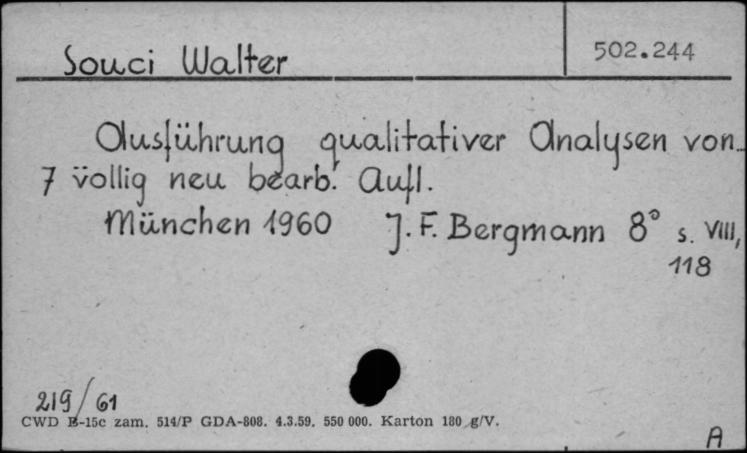 Souci Walter 502.244
Ausführung qualitativer Analysen von_
7 völlig neu bearb. Aufl.
München 1960 J. F. Bergmann 8° s. VIII,
118
219/61
CWD B-15c zam. 514/P GDA-808. 4.3.59. 550 000. Karton 180 g/V.
A